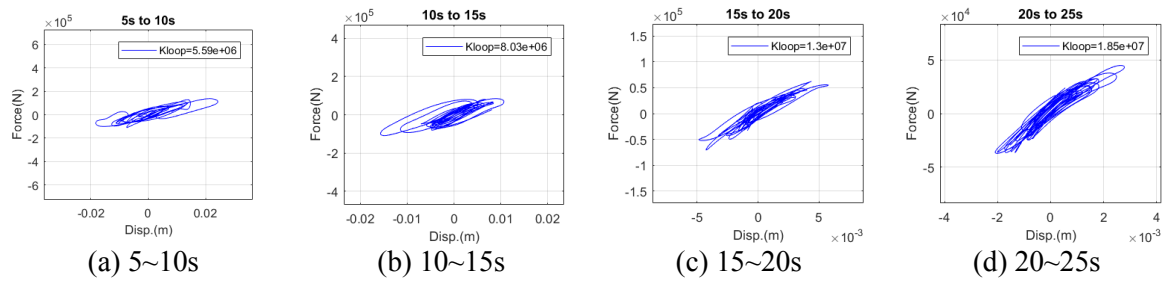 5s to 10s
×10^5
Kloop=5.59e+06
6
4
2
0
-2
-4
-6
Force(N)
-0.02
0
0.02
Disp.(m)
(a) 5~10s
10s to 15s
×10^5
Kloop=8.03e+06
4
2
0
-2
-4
Force(N)
-0.02
-0.01
0
0.01
0.02
Disp.(m)
(b) 10~15s
15s to 20s
×10^5
Kloop=1.3e+07
1.5
1
0.5
0
-0.5
-1
-1.5
Force(N)
-5
0
5
×10^-3
Disp.(m)
(c) 15~20s
20s to 25s
×10^4
Kloop=1.85e+07
5
0
-5
Force(N)
-4
-2
0
2
4
×10^-3
Disp.(m)
(d) 20~25s